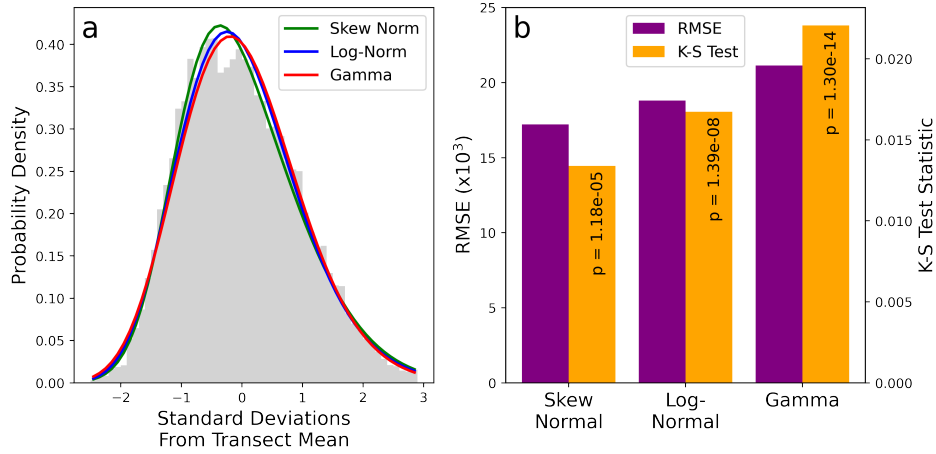 a
Skew Norm
Log-Norm
Gamma
0.40
0.35
0.30
0.25
0.20
0.15
0.10
0.05
0.00
Probability Density
−2
−1
0
1
2
3
Standard Deviations
From Transect Mean
b
RMSE
K-S Test
25
20
15
10
5
0
RMSE (x10³)
p = 1.18e-05
p = 1.39e-08
p = 1.30e-14
Skew
Normal
Log-
Normal
Gamma
0.020
0.015
0.010
0.005
0.000
K-S Test Statistic